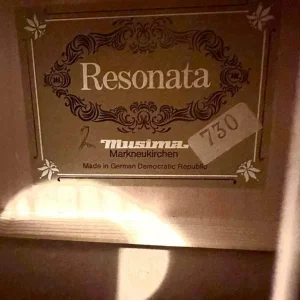 Resonata
2 Musima 730
Markneukirchen
Made in German Democratic Republic